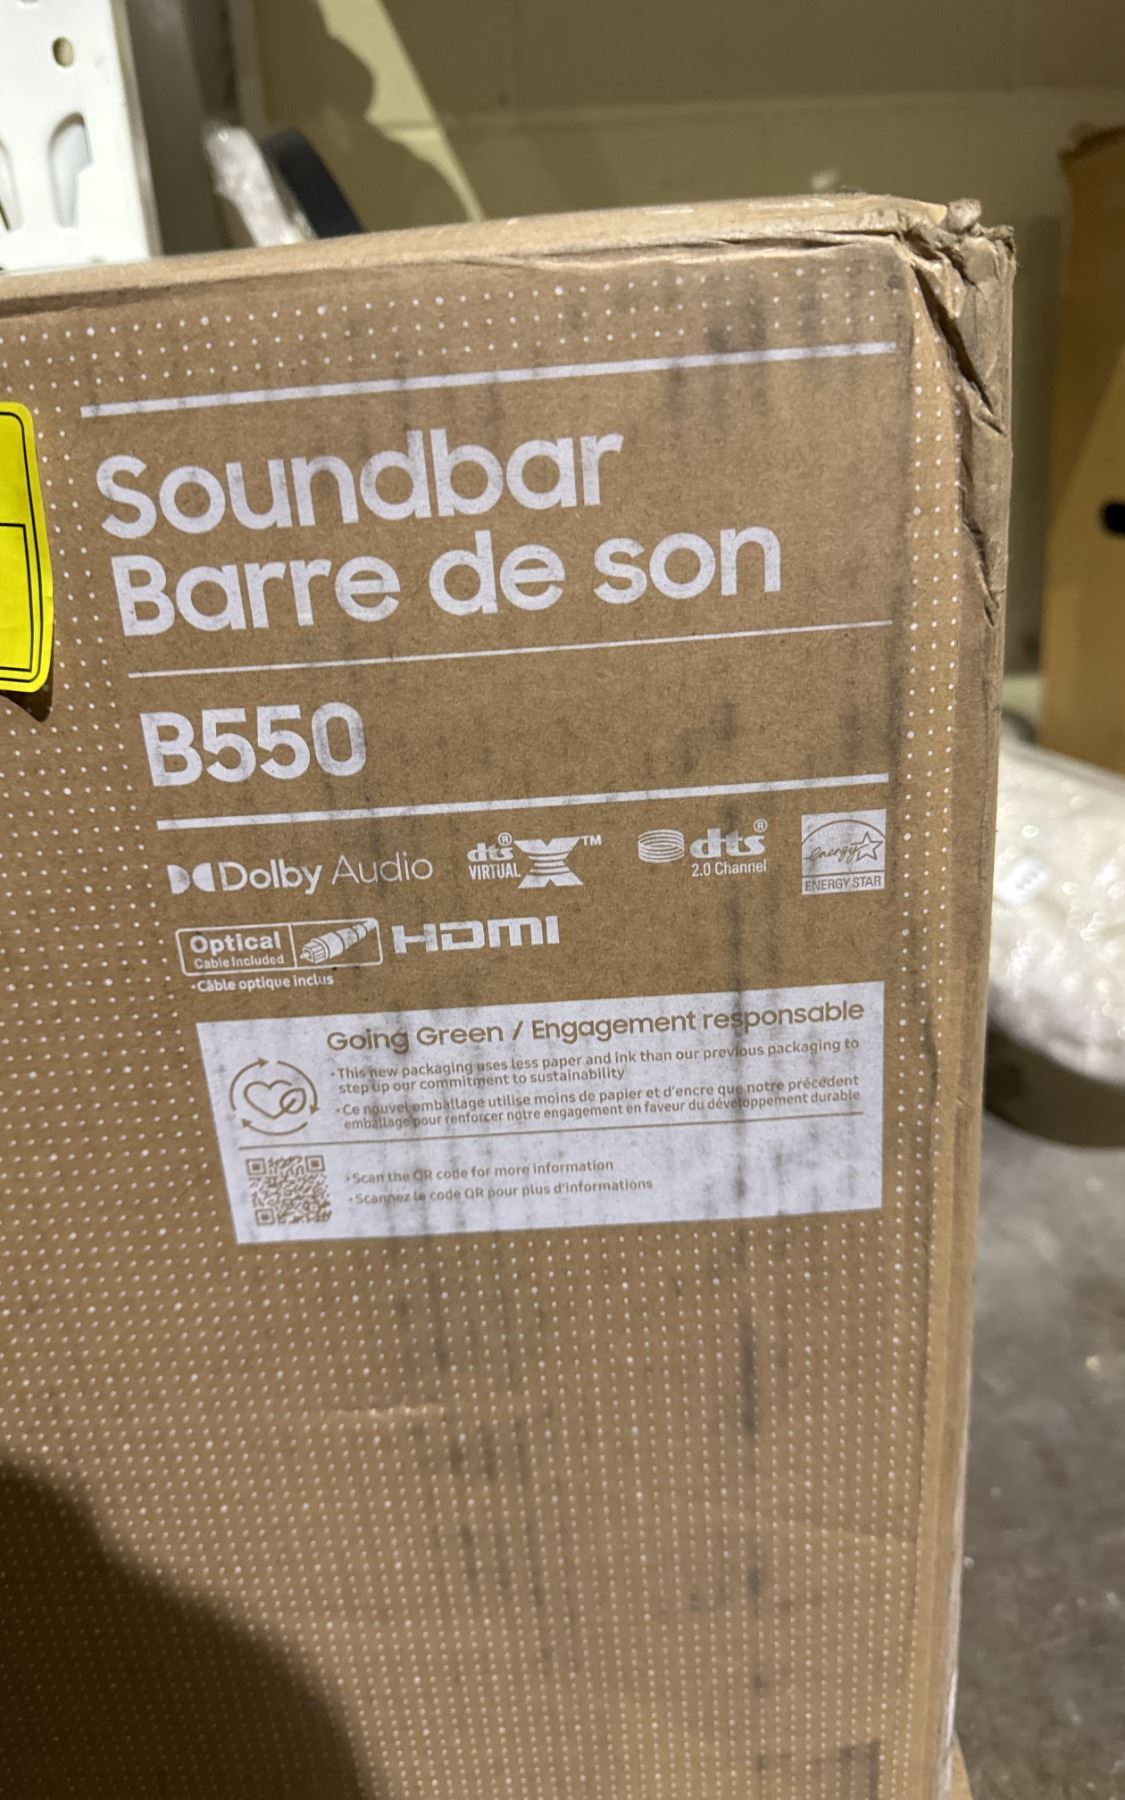 Soundbar
Barre de son
B550
Dolby Audio
dts® VIRTUAL X™
dts®
2.0 Channel
energy
ENERGY STAR
Optical
Cable Included
HDMI
•Câble optique inclus
Going Green / Engagement responsable
•This new packaging uses less paper and ink than our previous packaging to
step up our commitment to sustainability
•Ce nouvel emballage utilise moins de papier et d'encre que notre précédent
emballage pour renforcer notre engagement en faveur du développement durable
•Scan the QR code for more information
•Scannez le code QR pour plus d'informations